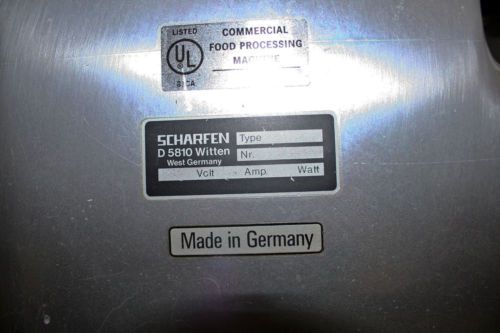 LISTED
UL
®
COMMERCIAL
FOOD PROCESSING
MACHINE
SCHARFEN
D 5810 Witten
West Germany
Type
Nr.
Volt Amp. Watt
Made in Germany